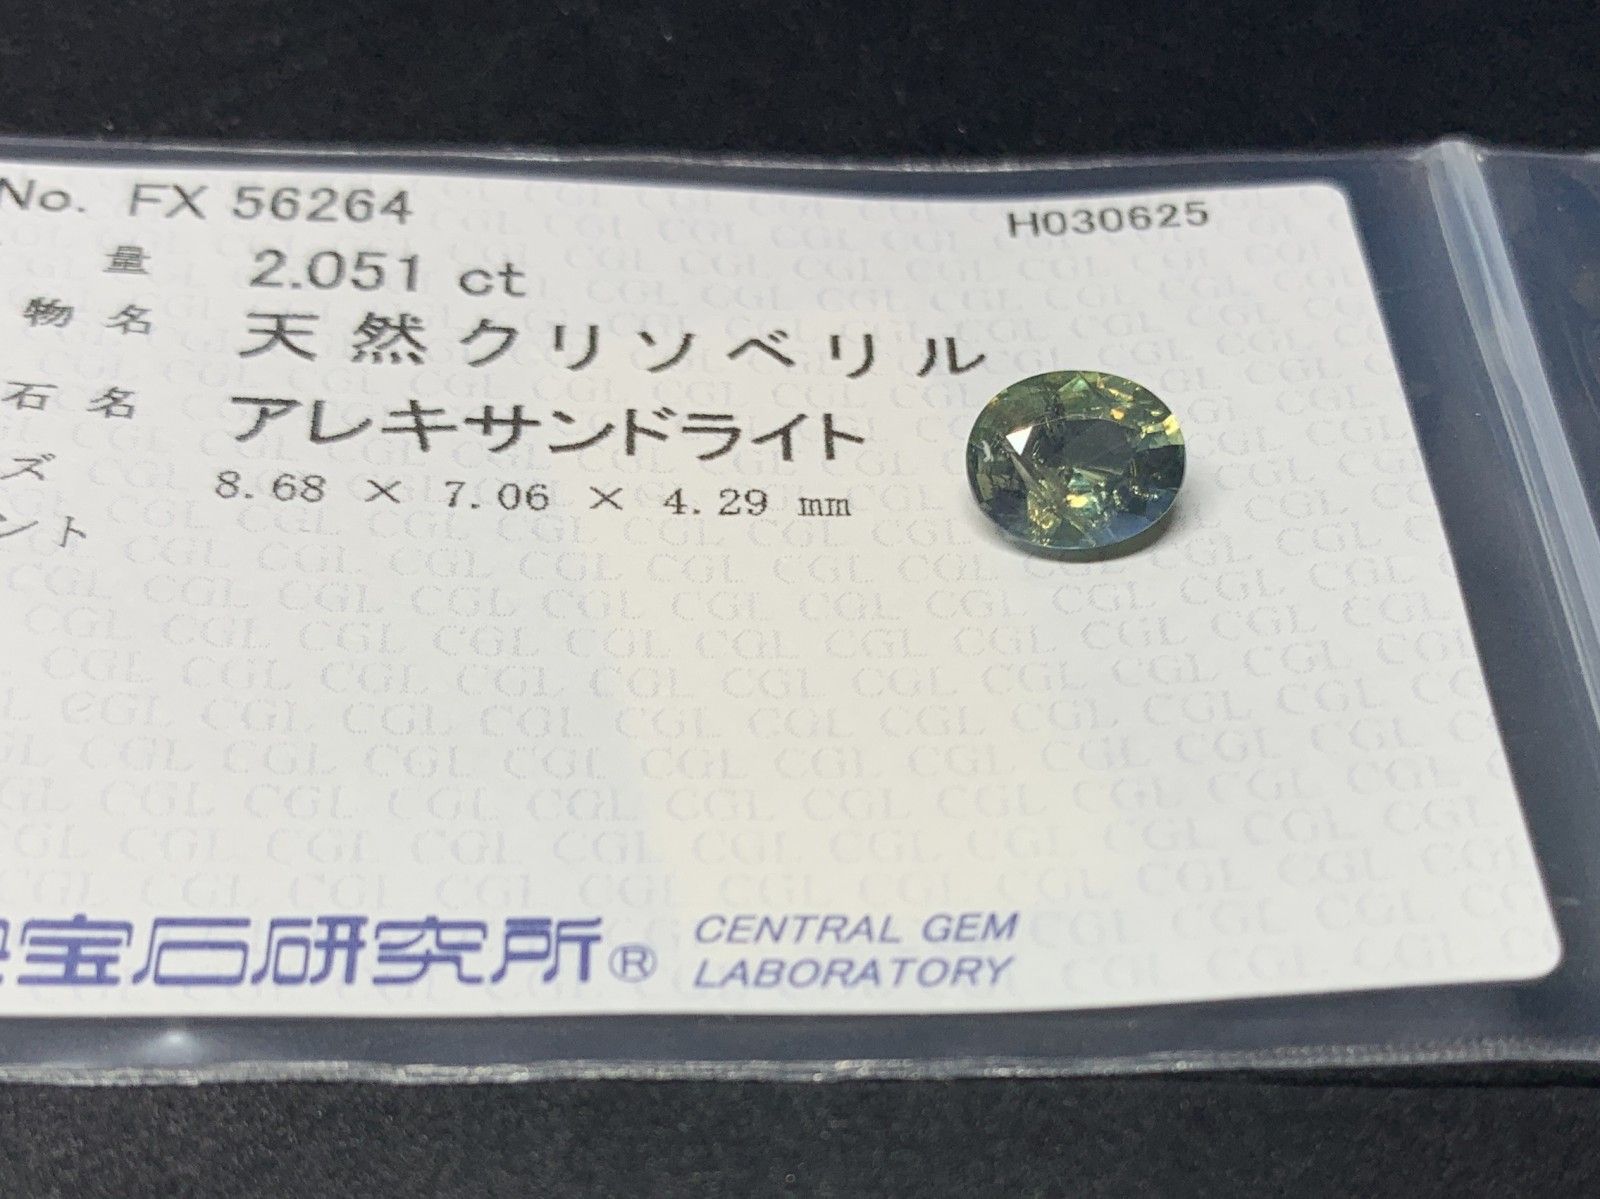 No. FX 56264 H030625
量 2.051 ct
物名 天然クリソベリル
石名 アレキサンドライト
ズ 8.68 × 7.06 × 4.29 mm
ント
宝石研究所® CENTRAL GEM
LABORATORY